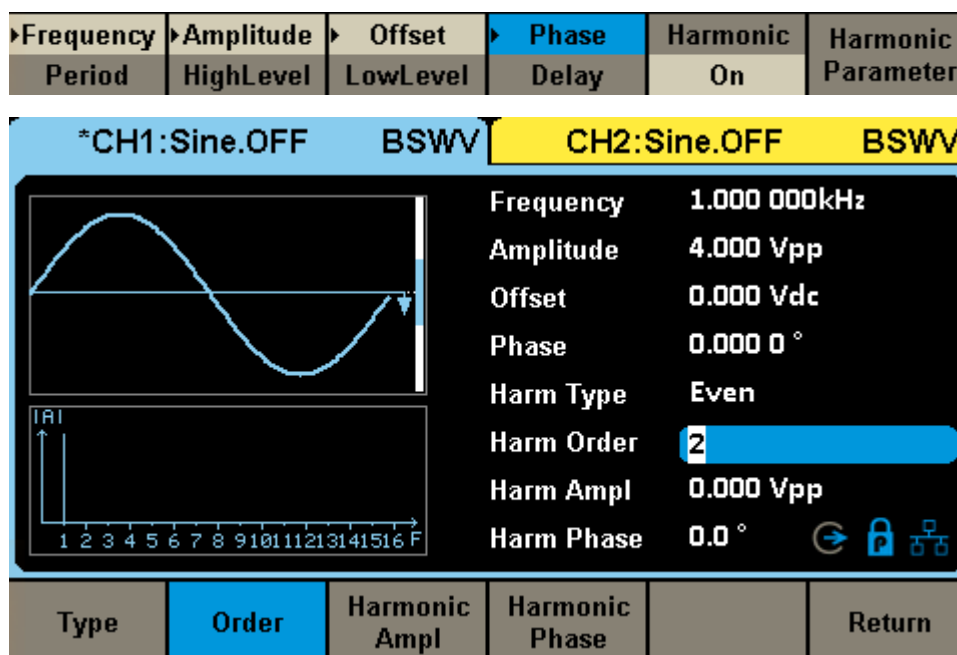 Frequency Amplitude Offset Phase Harmonic Harmonic
Period HighLevel LowLevel Delay On Parameter
*CH1:Sine.OFF BSWV CH2:Sine.OFF BSWV
Frequency 1.000 000kHz
Amplitude 4.000 Vpp
Offset 0.000 Vdc
Phase 0.000 0 °
Harm Type Even
|A|
Harm Order 2
Harm Ampl 0.000 Vpp
1 2 3 4 5 6 7 8 9 10 11 12 13 14 15 16 F
Harm Phase 0.0 °
P
Type Order Harmonic Ampl Harmonic Phase Return